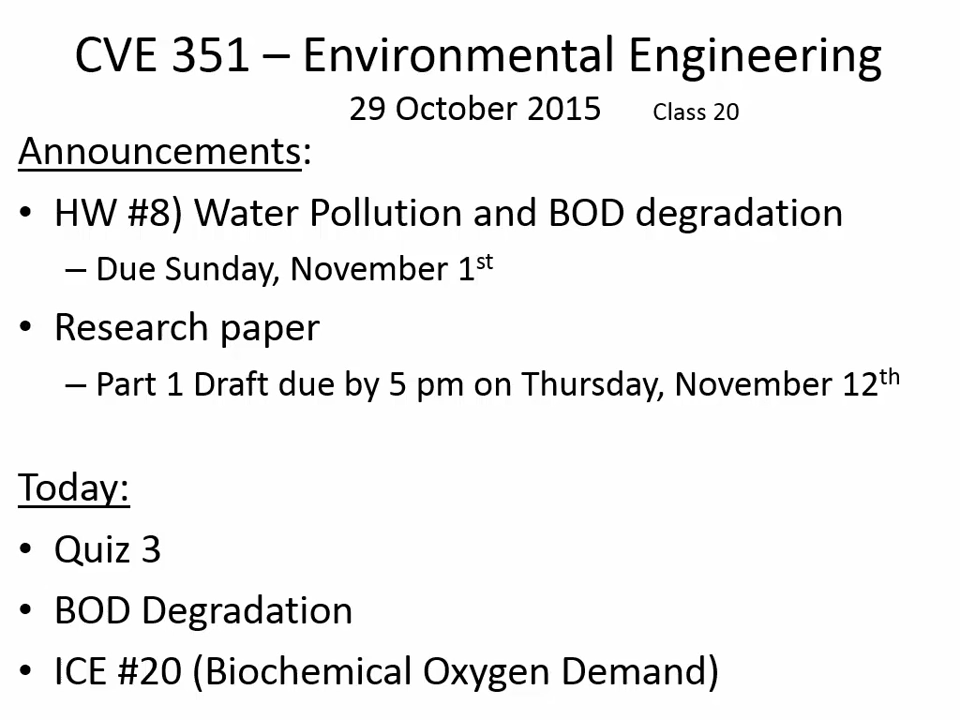 CVE 351 – Environmental Engineering
29 October 2015 Class 20
Announcements:
• HW #8) Water Pollution and BOD degradation
– Due Sunday, November 1st
• Research paper
– Part 1 Draft due by 5 pm on Thursday, November 12th
Today:
• Quiz 3
• BOD Degradation
• ICE #20 (Biochemical Oxygen Demand)